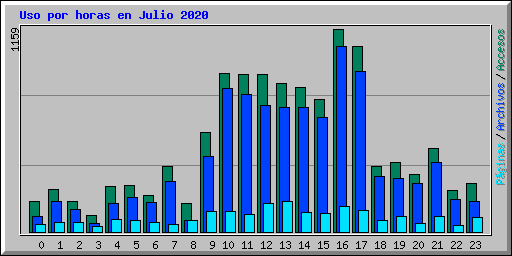 Uso por horas en Julio 2020
1159
Páginas / Archivos / Accesos
0 1 2 3 4 5 6 7 8 9 10 11 12 13 14 15 16 17 18 19 20 21 22 23